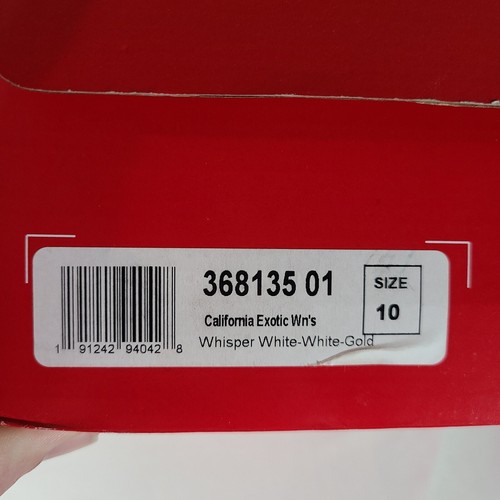 368135 01
SIZE
10
California Exotic Wn's
Whisper White-White-Gold
1 91242 94042 8